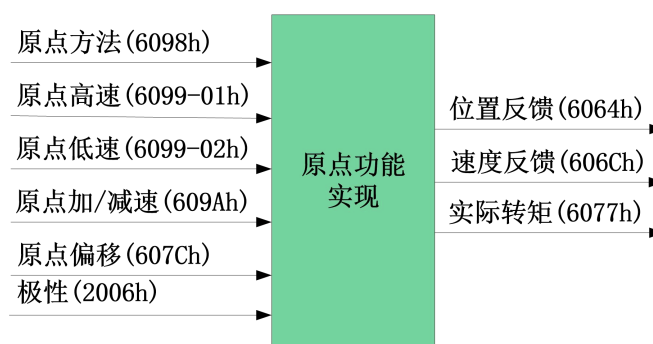 原点方法(6098h)
原点高速(6099-01h)
原点低速(6099-02h)
原点加/减速(609Ah)
原点偏移(607Ch)
极性(2006h)
原点功能
实现
位置反馈(6064h)
速度反馈(606Ch)
实际转矩(6077h)